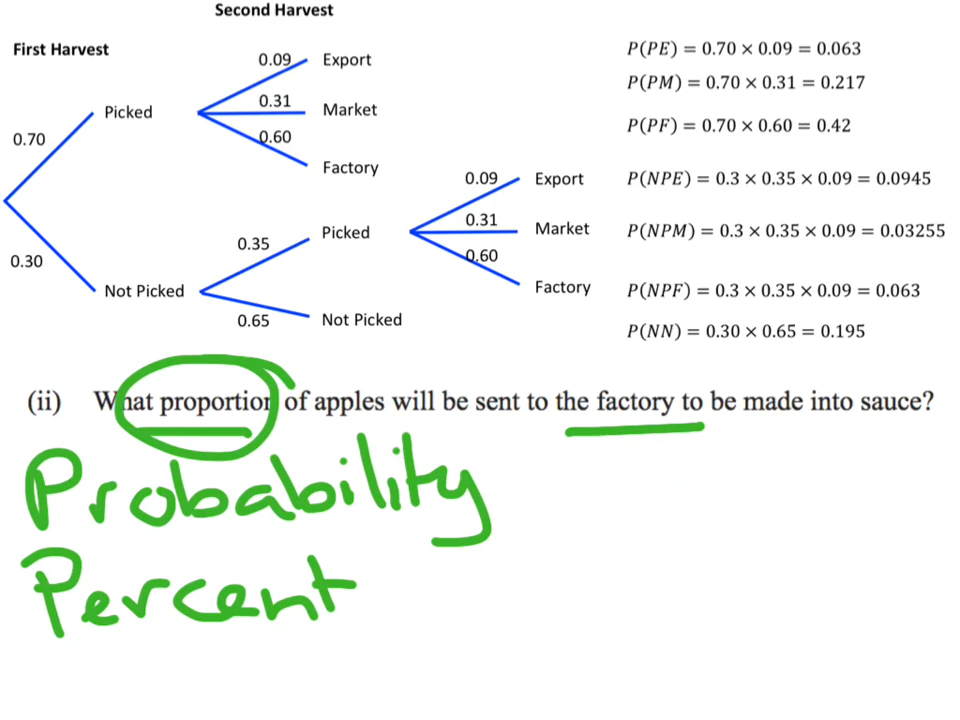 Second Harvest
First Harvest
0.09 Export P(PE) = 0.70 × 0.09 = 0.063
Picked 0.31 Market P(PM) = 0.70 × 0.31 = 0.217
0.70 0.60 P(PF) = 0.70 × 0.60 = 0.42
Factory
0.09 Export P(NPE) = 0.3 × 0.35 × 0.09 = 0.0945
0.35 Picked 0.31 Market P(NPM) = 0.3 × 0.35 × 0.09 = 0.03255
0.30 0.60
Not Picked Factory P(NPF) = 0.3 × 0.35 × 0.09 = 0.063
0.65 Not Picked P(NN) = 0.30 × 0.65 = 0.195
(ii) What proportion of apples will be sent to the factory to be made into sauce?
Probability
Percent